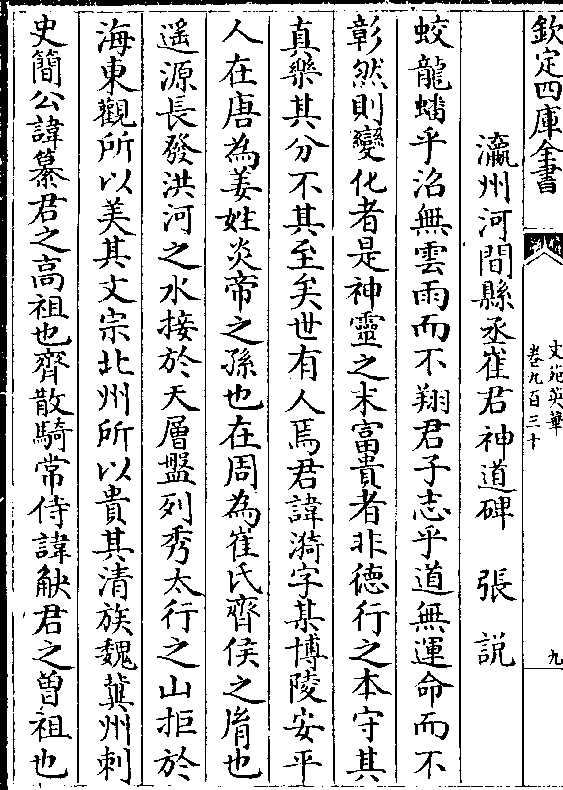 欽定四庫全書
文苑英華
卷九百三十
九
瀛州河間縣丞崔君神道碑 張說
蛟龍蟠乎沼無雲雨而不翔君子志乎道無運命而不
彰然則變化者是神靈之末富貴者非德行之本守其
真樂其分不其至矣世有人焉君諱漪字某博陵安平
人在唐為姜姓炎帝之孫也在周為崔氏齊侯之胤也
遥源長發洪河之水接於天層盤列秀太行之山拒於
海東觀所以美其文宗北州所以貴其清族魏冀州刺
史簡公諱纂君之高祖也齊散騎常侍諱觖君之曽祖也